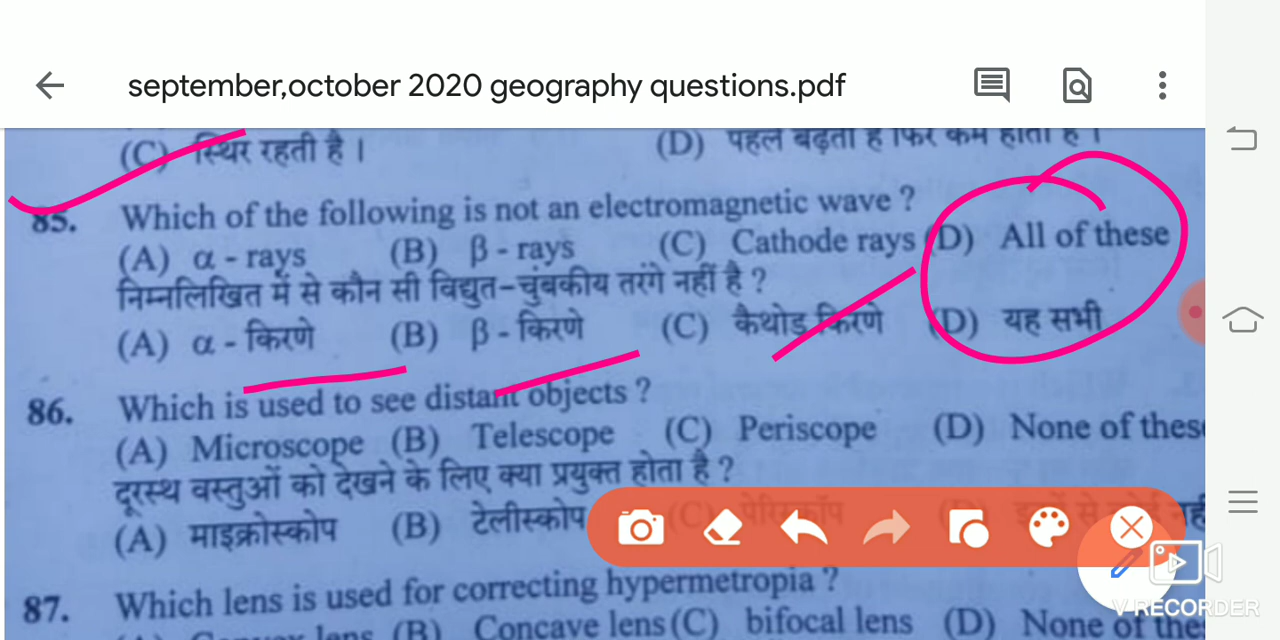 september,october 2020 geography questions.pdf
(C) स्थिर रहती है । (D) पहले बढ़ता है फिर कम होता है ।
85. Which of the following is not an electromagnetic wave ?
(A) α - rays (B) β - rays (C) Cathode rays (D) All of these
निम्नलिखित में से कौन सी विद्युत-चुंबकीय तरंगे नहीं है ?
(A) α - किरणे (B) β - किरणे (C) कैथोड किरणे (D) यह सभी
86. Which is used to see distant objects ?
(A) Microscope (B) Telescope (C) Periscope (D) None of thes
दूरस्थ वस्तुओं को देखने के लिए क्या प्रयुक्त होता है ?
(A) माइक्रोस्कोप (B) टेलीस्कोप (C) पेरिस्कॉप (D)
87. Which lens is used for correcting hypermetropia ?
(B) Concave lens (C) bifocal lens (D) None of the
V RECORDER